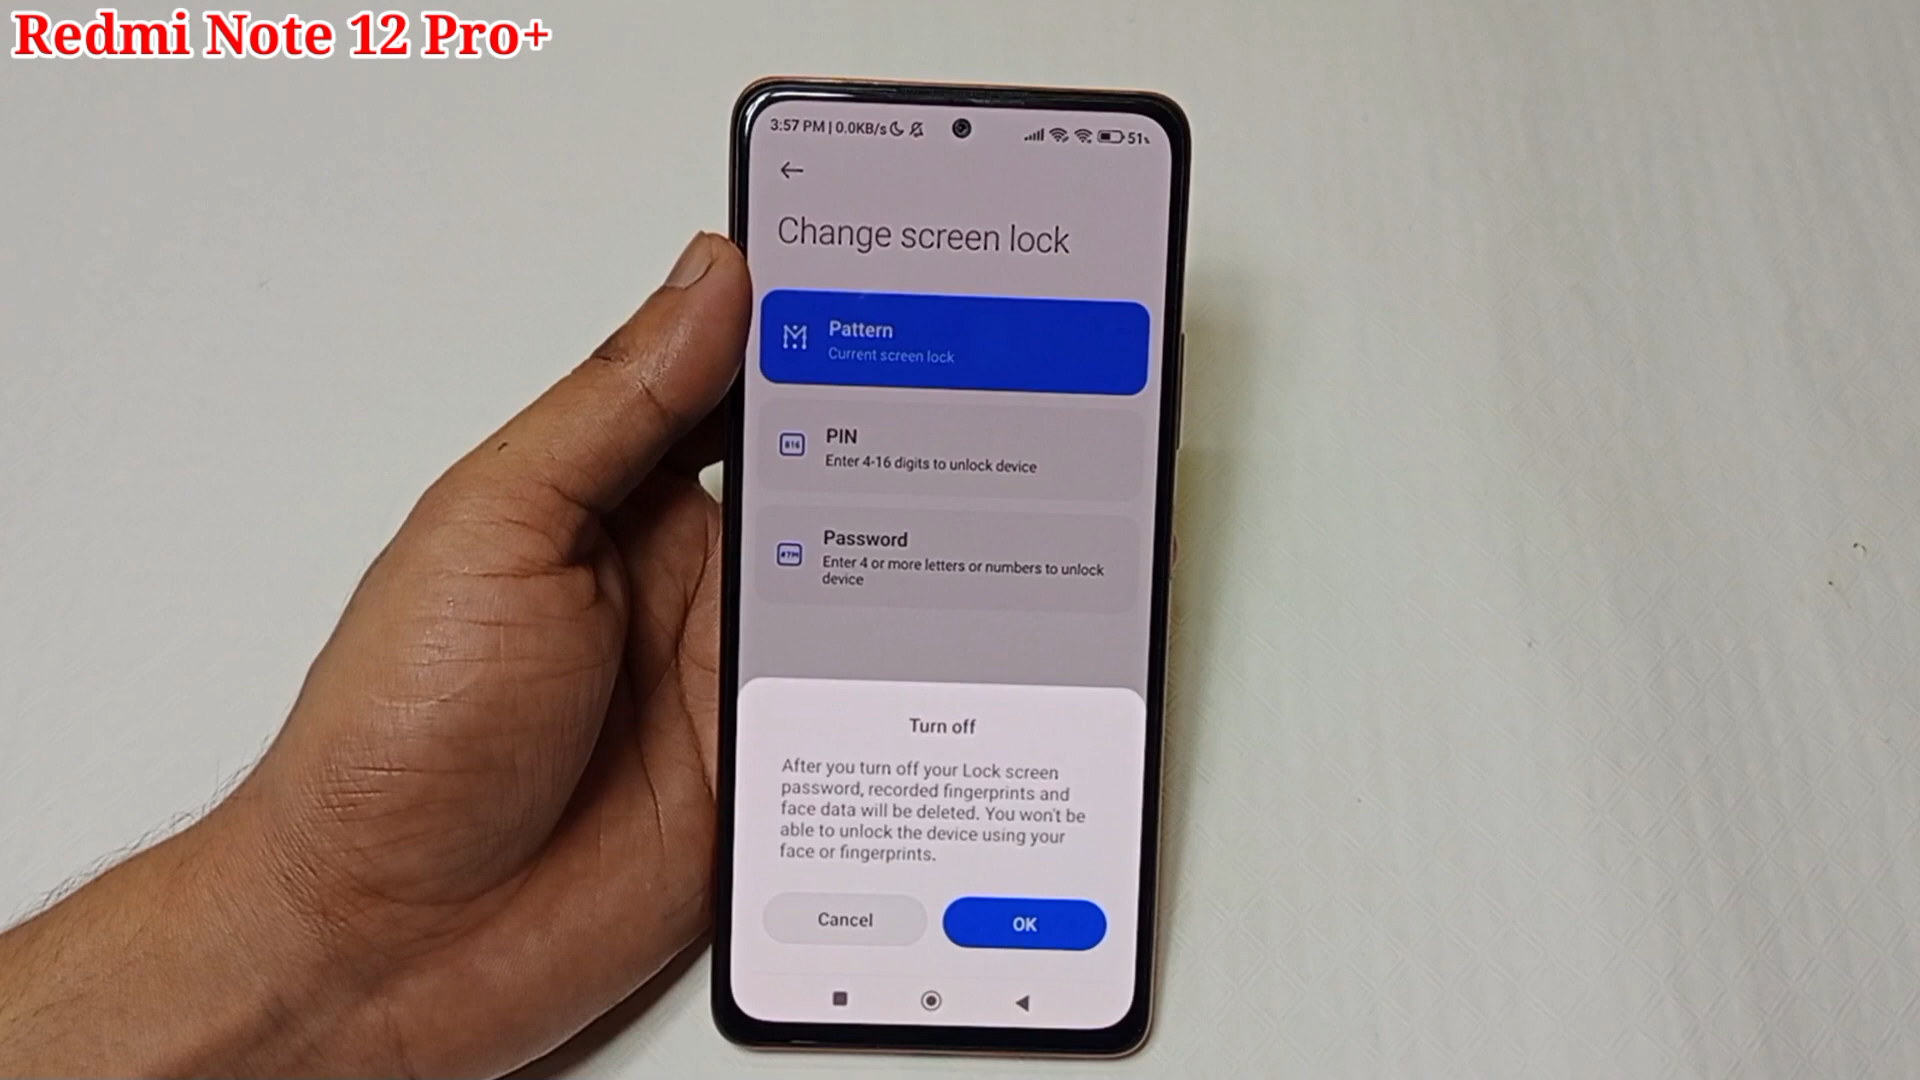 Redmi Note 12 Pro+
3:57 PM | 0.0KB/s
51%
Change screen lock
Pattern
Current screen lock
PIN
Enter 4-16 digits to unlock device
Password
Enter 4 or more letters or numbers to unlock
device
Turn off
After you turn off your Lock screen
password, recorded fingerprints and
face data will be deleted. You won't be
able to unlock the device using your
face or fingerprints.
Cancel
OK